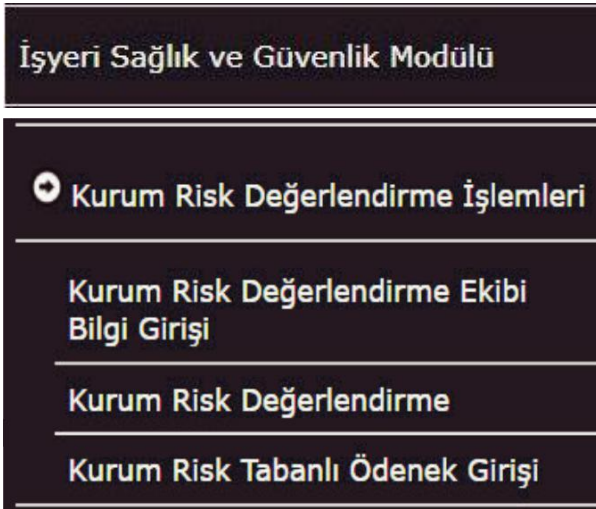 İşyeri Sağlık ve Güvenlik Modülü
Kurum Risk Değerlendirme İşlemleri
Kurum Risk Değerlendirme Ekibi
Bilgi Girişi
Kurum Risk Değerlendirme
Kurum Risk Tabanlı Ödenek Girişi